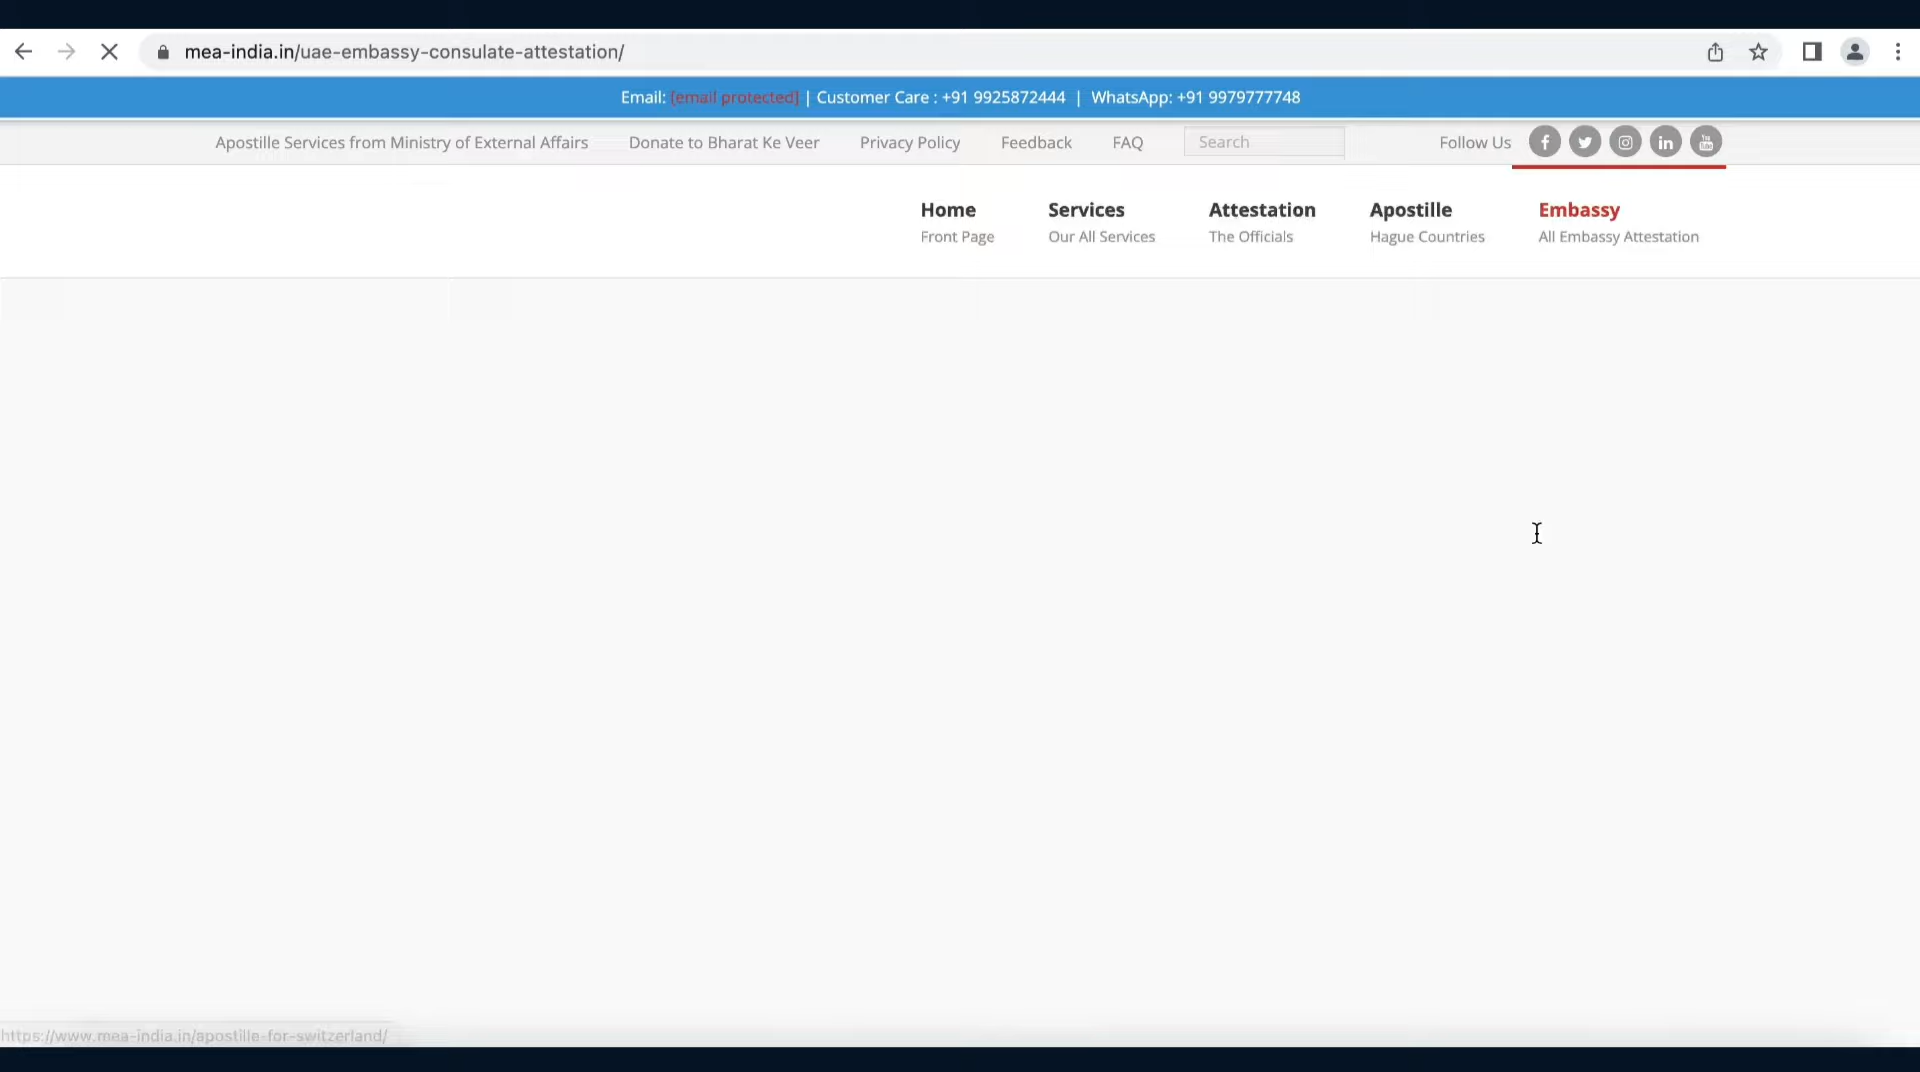 mea-india.in/uae-embassy-consulate-attestation/
Email: [email protected] | Customer Care : +91 9925872444 | WhatsApp: +91 9979777748
Apostille Services from Ministry of External Affairs Donate to Bharat Ke Veer Privacy Policy Feedback FAQ Search Follow Us
Home Services Attestation Apostille Embassy
Front Page Our All Services The Officials Hague Countries All Embassy Attestation
https://www.mea-india.in/apostille-for-switzerland/